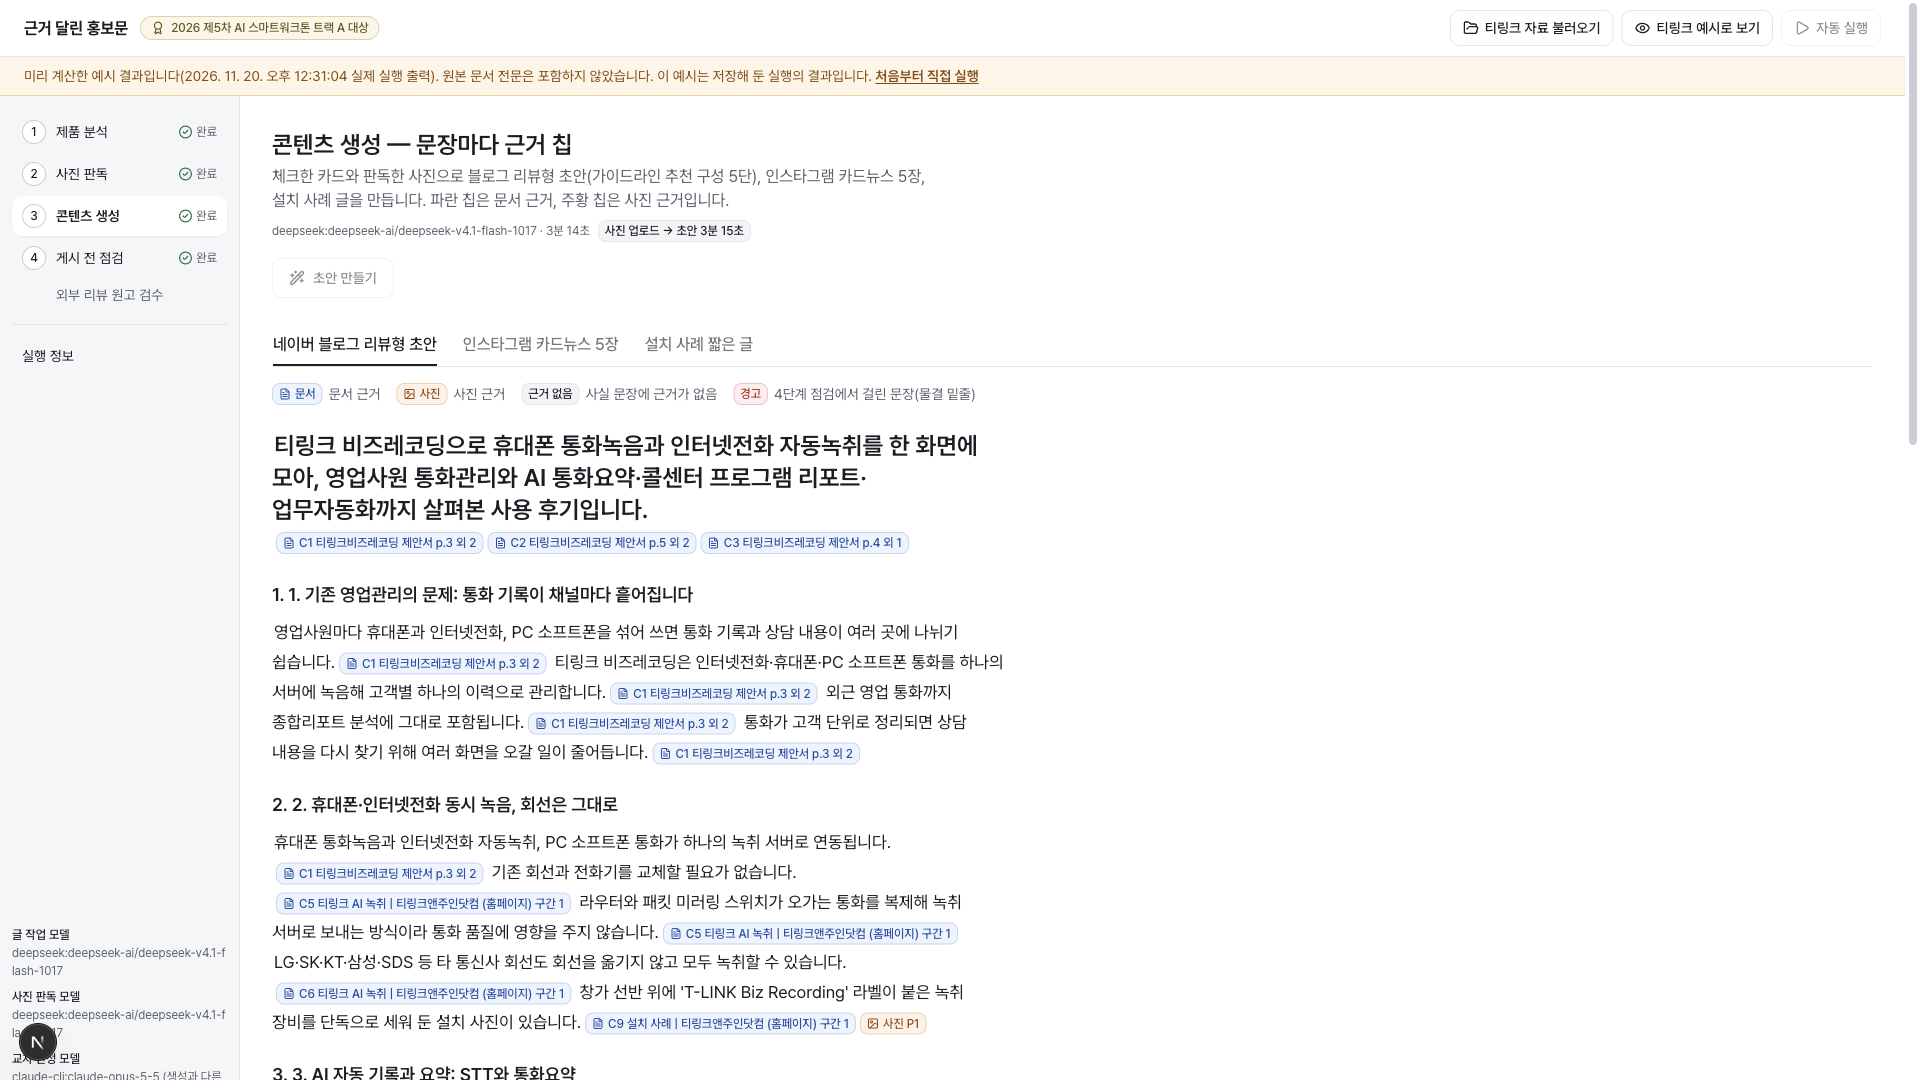 근거 달린 홍보문
2026 제5차 AI 스마트워크톤 트랙 A 대상
티링크 자료 불러오기
티링크 예시로 보기
자동 실행
미리 계산한 예시 결과입니다(2026. 11. 20. 오후 12:31:04 실제 실행 출력). 원본 문서 전문은 포함하지 않았습니다. 이 예시는 저장해 둔 실행의 결과입니다. 처음부터 직접 실행
1 제품 분석 완료
2 사진 판독 완료
3 콘텐츠 생성 완료
4 게시 전 점검 완료
외부 리뷰 원고 검수
실행 정보
글 작업 모델
deepseek:deepseek-ai/deepseek-v4.1-f
lash-1017
사진 판독 모델
deepseek:deepseek-ai/deepseek-v4.1-f
모델
claude-cli:claude-opus-5-5 (생성과 다른
N
콘텐츠 생성 — 문장마다 근거 칩
체크한 카드와 판독한 사진으로 블로그 리뷰형 초안(가이드라인 추천 구성 5단), 인스타그램 카드뉴스 5장,
설치 사례 글을 만듭니다. 파란 칩은 문서 근거, 주황 칩은 사진 근거입니다.
deepseek:deepseek-ai/deepseek-v4.1-flash-1017 · 3분 14초 사진 업로드 → 초안 3분 15초
초안 만들기
네이버 블로그 리뷰형 초안 인스타그램 카드뉴스 5장 설치 사례 짧은 글
문서 문서 근거 사진 사진 근거 근거 없음 사실 문장에 근거가 없음 경고 4단계 점검에서 걸린 문장(물결 밑줄)
티링크 비즈레코딩으로 휴대폰 통화녹음과 인터넷전화 자동녹취를 한 화면에
모아, 영업사원 통화관리와 AI 통화요약·콜센터 프로그램 리포트·
업무자동화까지 살펴본 사용 후기입니다.
C1 티링크비즈레코딩 제안서 p.3 외 2 C2 티링크비즈레코딩 제안서 p.5 외 2 C3 티링크비즈레코딩 제안서 p.4 외 1
1. 1. 기존 영업관리의 문제: 통화 기록이 채널마다 흩어집니다
영업사원마다 휴대폰과 인터넷전화, PC 소프트폰을 섞어 쓰면 통화 기록과 상담 내용이 여러 곳에 나뉘기
쉽습니다. C1 티링크비즈레코딩 제안서 p.3 외 2 티링크 비즈레코딩은 인터넷전화·휴대폰·PC 소프트폰 통화를 하나의
서버에 녹음해 고객별 하나의 이력으로 관리합니다. C1 티링크비즈레코딩 제안서 p.3 외 2 외근 영업 통화까지
종합리포트 분석에 그대로 포함됩니다. C1 티링크비즈레코딩 제안서 p.3 외 2 통화가 고객 단위로 정리되면 상담
내용을 다시 찾기 위해 여러 화면을 오갈 일이 줄어듭니다. C1 티링크비즈레코딩 제안서 p.3 외 2
2. 2. 휴대폰·인터넷전화 동시 녹음, 회선은 그대로
휴대폰 통화녹음과 인터넷전화 자동녹취, PC 소프트폰 통화가 하나의 녹취 서버로 연동됩니다.
C1 티링크비즈레코딩 제안서 p.3 외 2 기존 회선과 전화기를 교체할 필요가 없습니다.
C5 티링크 AI 녹취 | 티링크앤주인닷컴 (홈페이지) 구간 1 라우터와 패킷 미러링 스위치가 오가는 통화를 복제해 녹취
서버로 보내는 방식이라 통화 품질에 영향을 주지 않습니다. C5 티링크 AI 녹취 | 티링크앤주인닷컴 (홈페이지) 구간 1
LG·SK·KT·삼성·SDS 등 타 통신사 회선도 회선을 옮기지 않고 모두 녹취할 수 있습니다.
C6 티링크 AI 녹취 | 티링크앤주인닷컴 (홈페이지) 구간 1 창가 선반 위에 'T-LINK Biz Recording' 라벨이 붙은 녹취
장비를 단독으로 세워 둔 설치 사진이 있습니다. C9 설치 사례 | 티링크앤주인닷컴 (홈페이지) 구간 1 사진 P1
3. 3. AI 자동 기록과 요약: STT와 통화요약